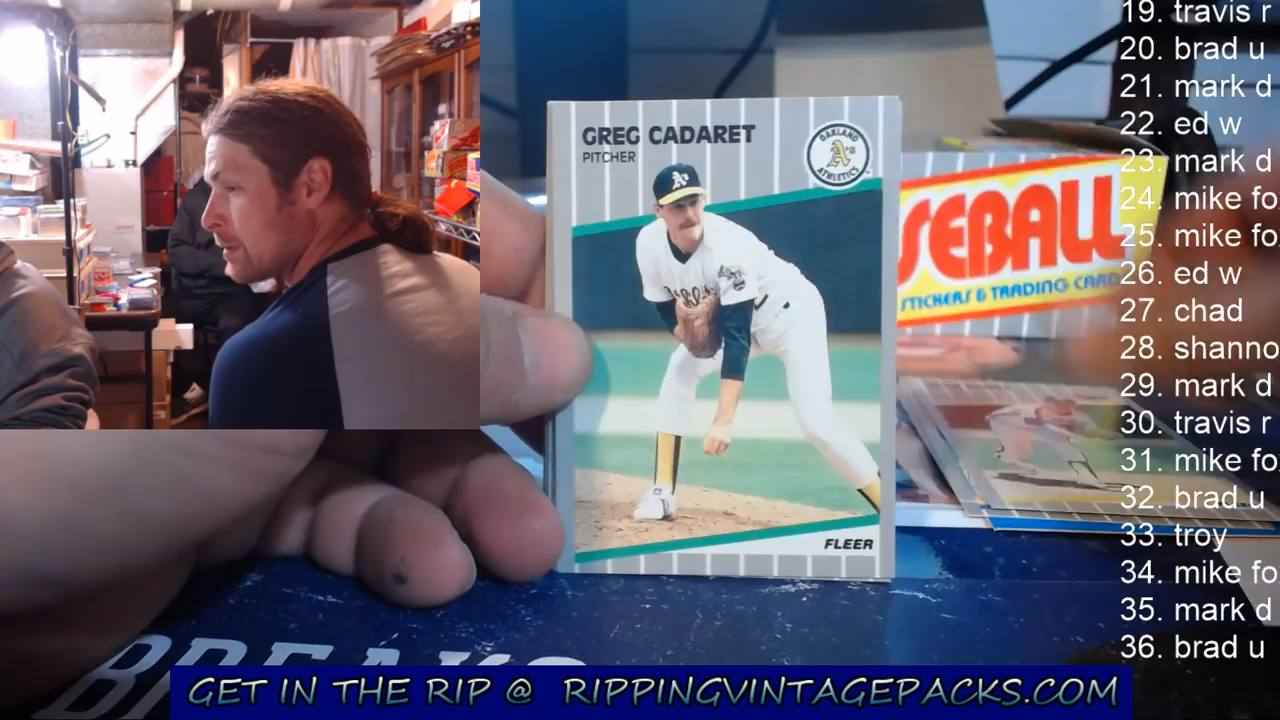 GREG CADARET
PITCHER
OAKLAND
A's
ATHLETICS
A's
FLEER
SEBALL
STICKERS & TRADING CARD
19. travis r
20. brad u
21. mark d
22. ed w
23. mark d
24. mike fo
25. mike fo
26. ed w
27. chad
28. shanno
29. mark d
30. travis r
31. mike fo
32. brad u
33. troy
34. mike fo
35. mark d
36. brad u
BREAKS
GET IN THE RIP @ RIPPINGVINTAGEPACKS.COM